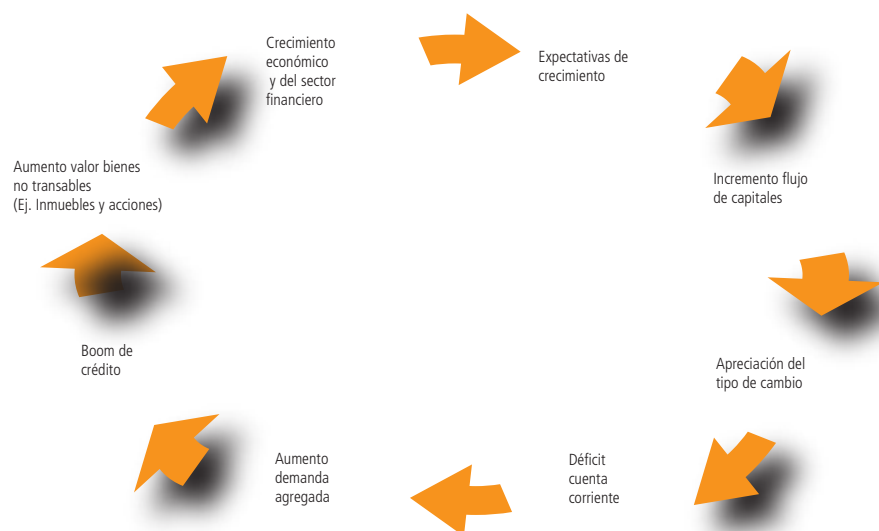 Crecimiento
económico
y del sector
financiero
Expectativas de
crecimiento
Incremento flujo
de capitales
Apreciación del
tipo de cambio
Déficit
cuenta
corriente
Aumento
demanda
agregada
Boom de
crédito
Aumento valor bienes
no transables
(Ej. Inmuebles y acciones)